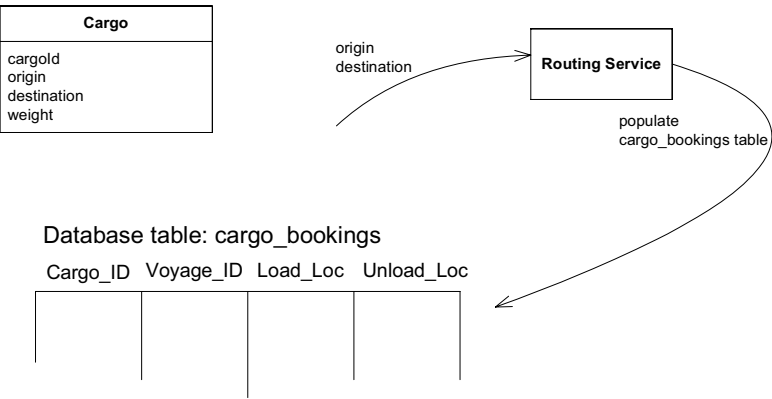 Cargo
cargoId
origin
destination
weight
origin
destination
Routing Service
populate
cargo_bookings table
Database table: cargo_bookings
Cargo_ID Voyage_ID Load_Loc Unload_Loc